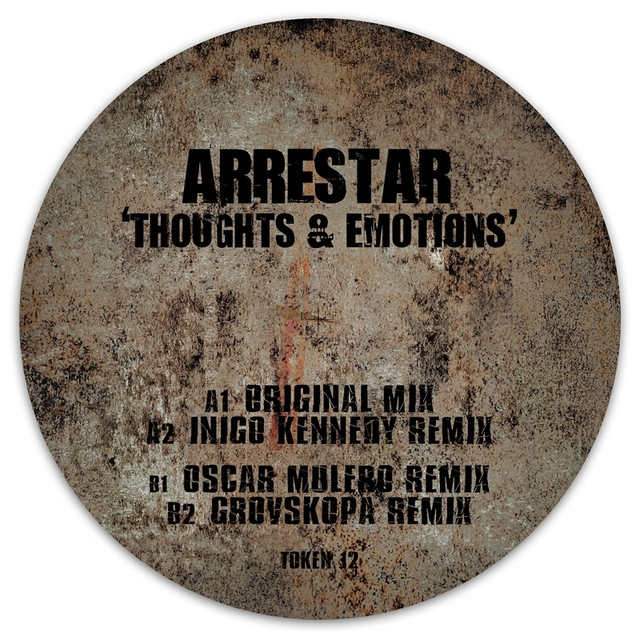 ARRESTAR
'THOUGHTS & EMOTIONS'
A1 ORIGINAL MIX
A2 INIGO KENNEDY REMIX
B1 OSCAR MULERO REMIX
B2 GROVSKOPA REMIX
TOKEN 12